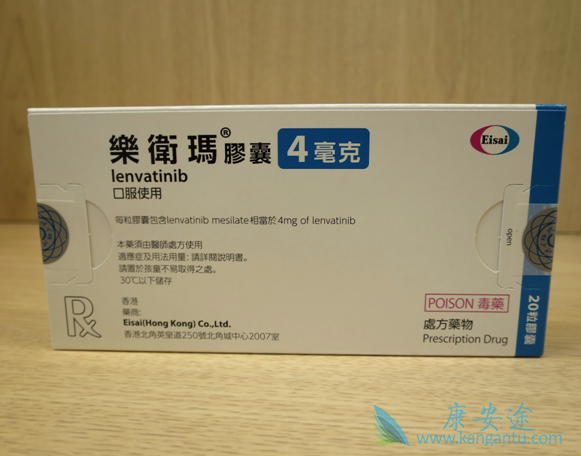 樂衛瑪®膠囊 4毫克
Eisai
lenvatinib
口服使用
每粒膠囊包含lenvatinib mesilate相當於4mg of lenvatinib
本藥須由醫師處方使用
適應症及用法用量:請詳閱說明書。
請置於孩童不易取得之處。
30℃以下儲存
open
Rx
香港
藥商:
Eisai(Hong Kong) Co.,Ltd.
香港北角英皇道250號北角城中心2007室
POISON 毒藥
處方藥物
Prescription Drug
20粒膠囊
康安途
www.kangantu.com